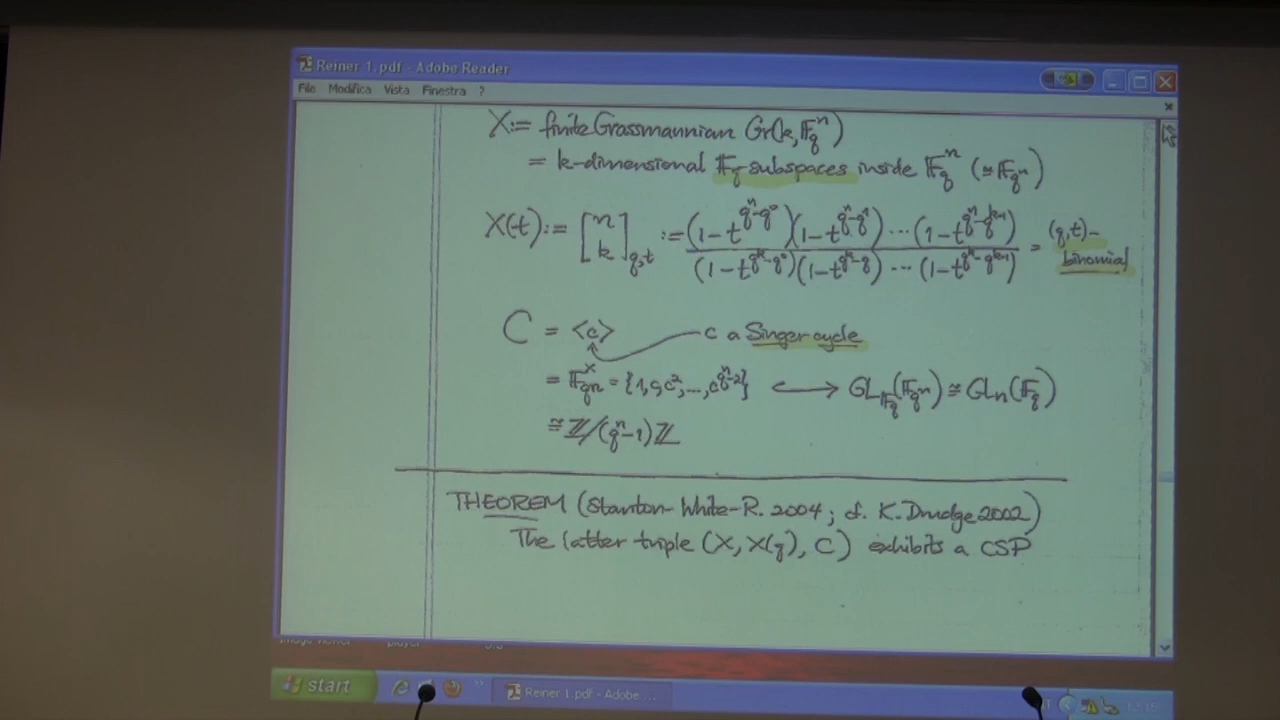 Reiner 1.pdf - Adobe Reader
File Modifica Vista Finestra ?
X:= finite Grassmannian Gr(k, 𝔽_q^n)
= k-dimensional 𝔽_q-subspaces inside 𝔽_q^n (≅ 𝔽_{q^n})
X(t) := [n k]_{q,t} := (1-t^{q^n-q^0})(1-t^{q^n-q^1})...(1-t^{q^n-q^{k-1}}) / (1-t^{q^k-q^0})(1-t^{q^k-q})...(1-t^{q^k-q^{k-1}}) = (q,t)-
binomial
C = <c> c a Singer cycle
= 𝔽_{q^n}^× = {1, c, c^2, ..., c^{q^n-2}} ↪ GL_{𝔽_q}(𝔽_{q^n}) ≅ GL_n(𝔽_q)
≅ ℤ/(q^n-1)ℤ
THEOREM (Stanton-White-R. 2004; cf. K. Drudge 2002)
The latter triple (X, X(q), C) exhibits a CSP
start
Reiner 1.pdf - Adobe ...